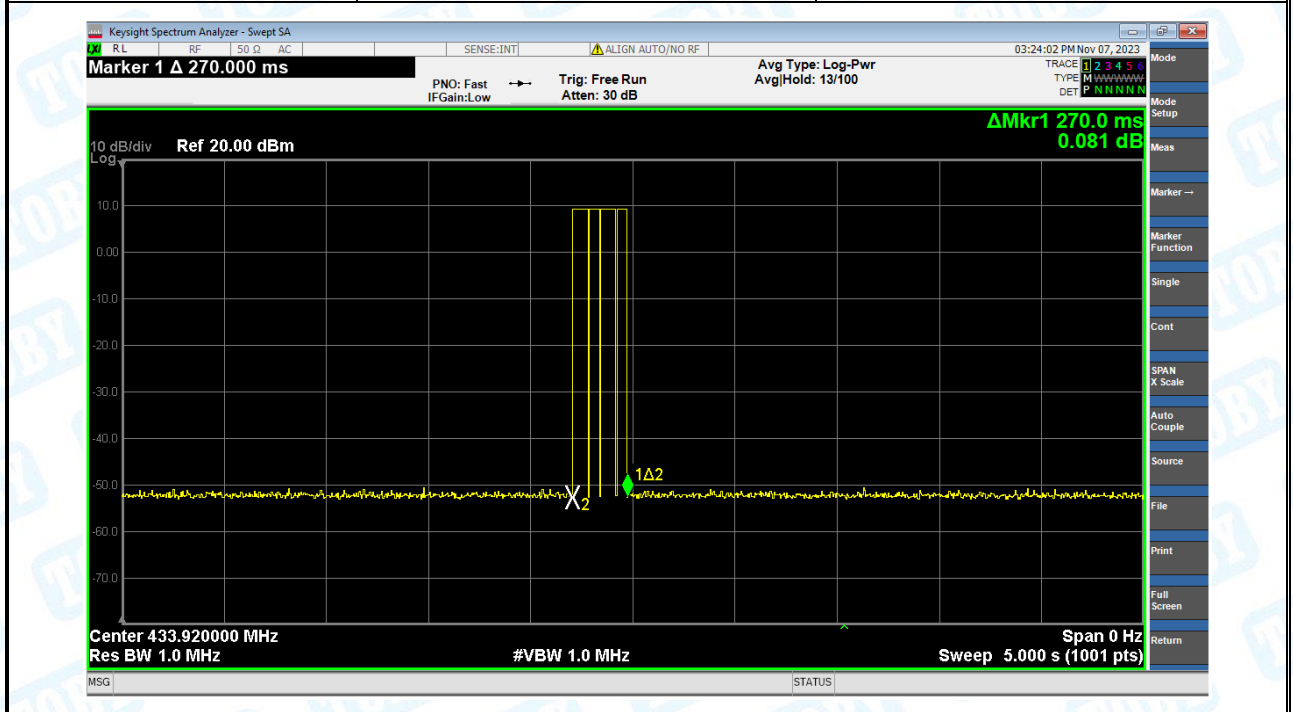 Keysight Spectrum Analyzer - Swept SA
LXI RL RF 50 Ω AC SENSE:INT ALIGN AUTO/NO RF 03:24:02 PM Nov 07, 2023
Marker 1 Δ 270.000 ms
PNO: Fast
IFGain:Low
Trig: Free Run
Atten: 30 dB
Avg Type: Log-Pwr
Avg|Hold: 13/100
TRACE 1 2 3 4 5 6
TYPE M WWWWW
DET P N N N N N
ΔMkr1 270.0 ms
0.081 dB
10 dB/div Ref 20.00 dBm
Log
10.0
0.00
-10.0
-20.0
-30.0
-40.0
-50.0
-60.0
-70.0
1Δ2
X2
Center 433.920000 MHz Span 0 Hz
Res BW 1.0 MHz #VBW 1.0 MHz Sweep 5.000 s (1001 pts)
MSG STATUS
Mode
Mode
Setup
Meas
Marker →
Marker
Function
Single
Cont
SPAN
X Scale
Auto
Couple
Source
File
Print
Full
Screen
Return
TOBY